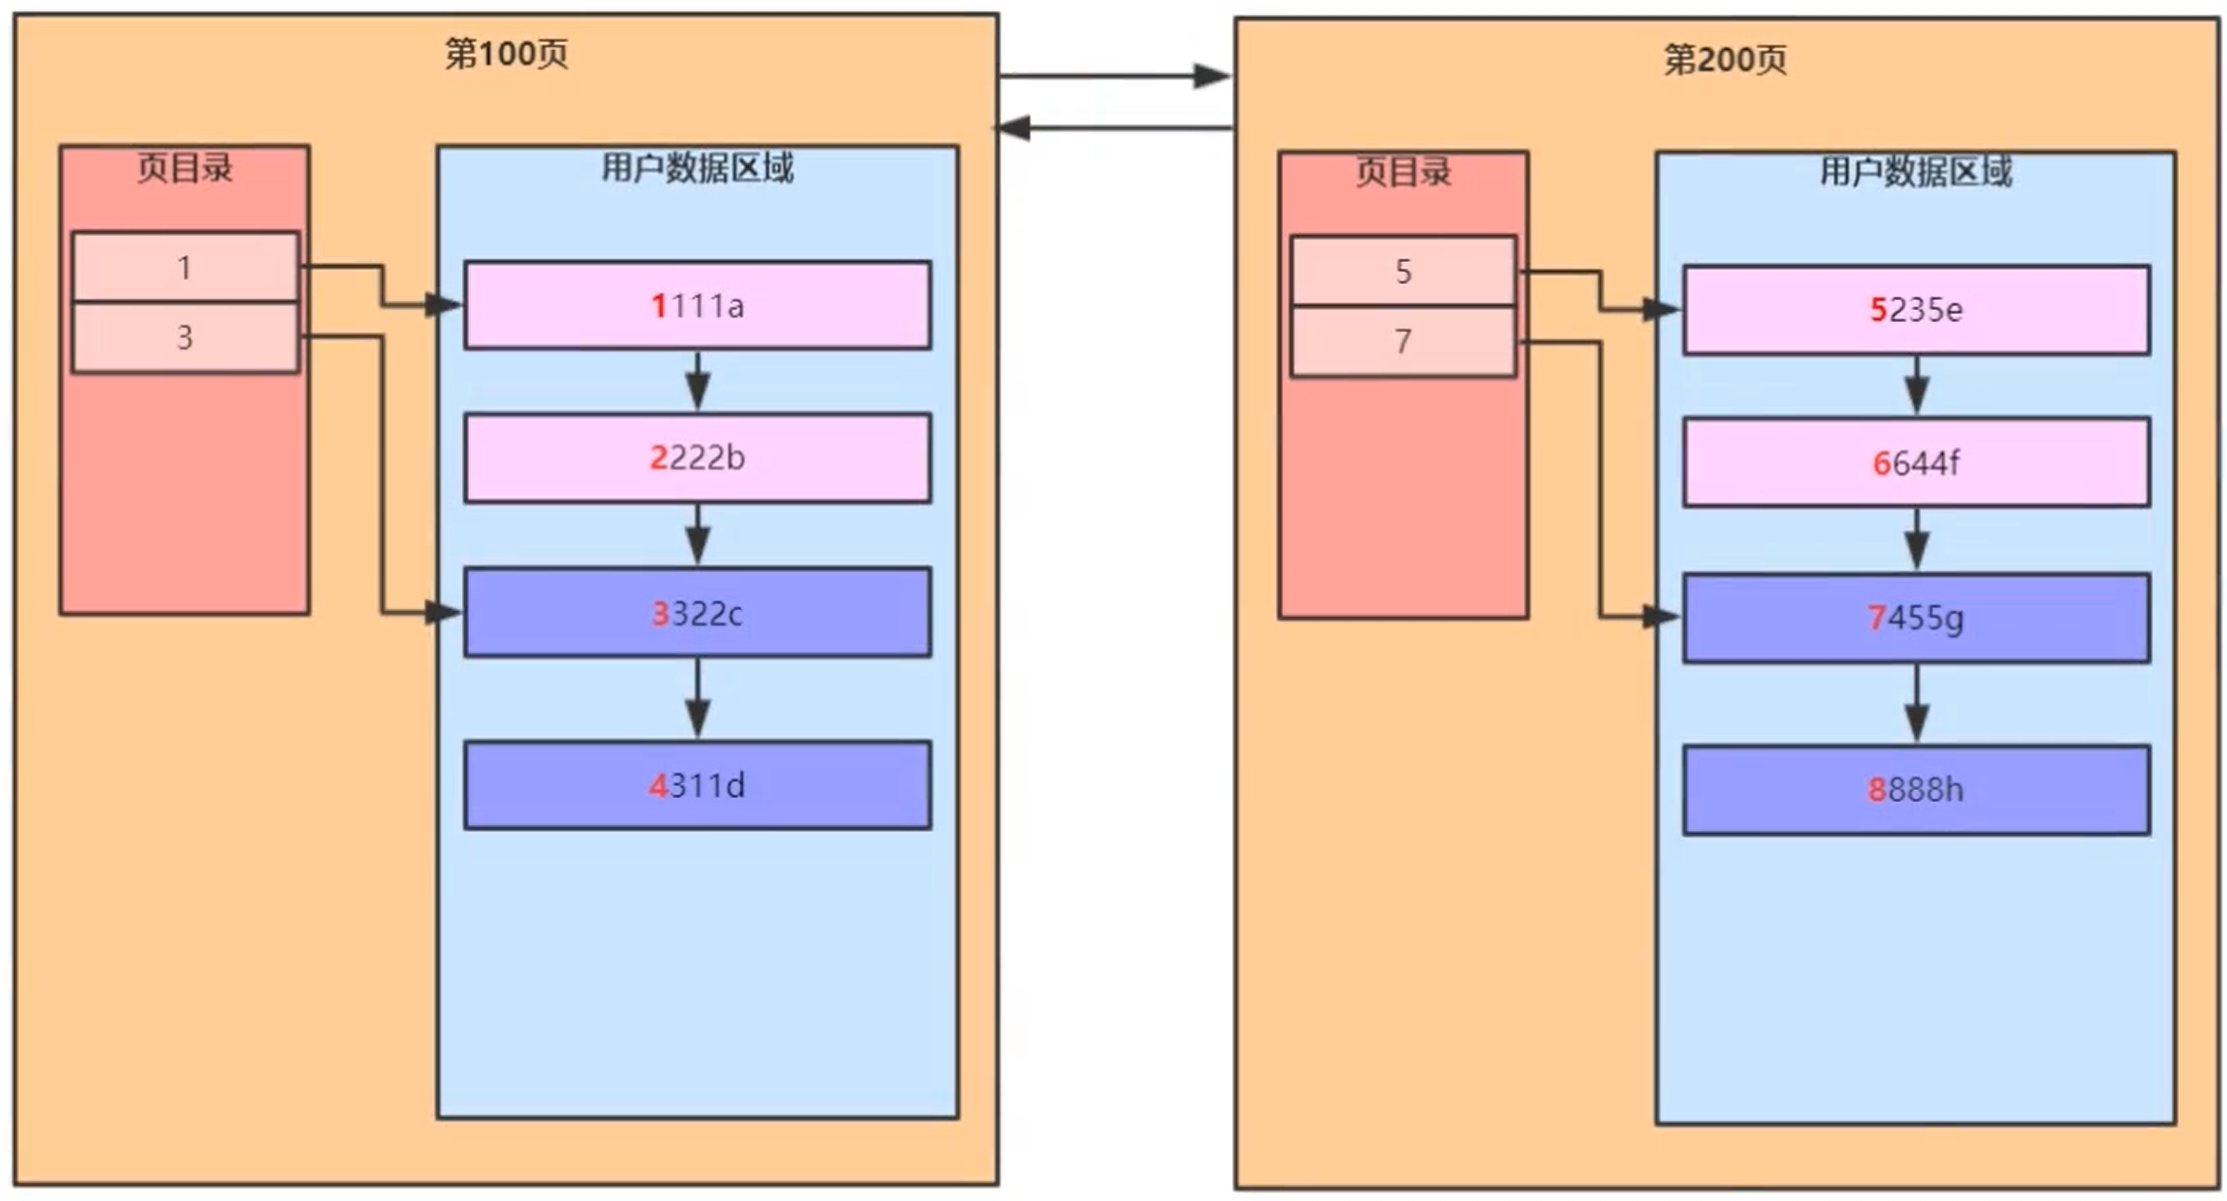 第100页
页目录
用户数据区域
1
3
1111a
2222b
3322c
4311d
第200页
页目录
用户数据区域
5
7
5235e
6644f
7455g
8888h